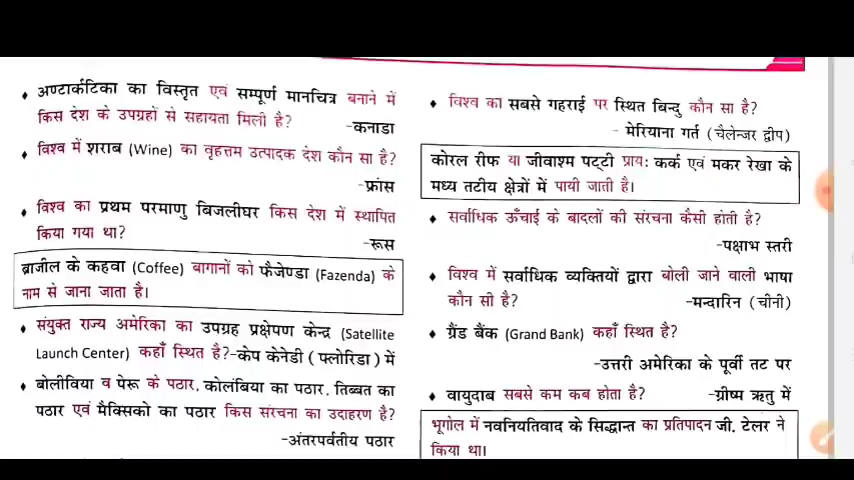 ♦ अण्टार्कटिका का विस्तृत एवं सम्पूर्ण मानचित्र बनाने में
किस देश के उपग्रहों से सहायता मिली है? -कनाडा
♦ विश्व में शराब (Wine) का वृहत्तम उत्पादक देश कौन सा है?
-फ्रांस
♦ विश्व का प्रथम परमाणु बिजलीघर किस देश में स्थापित
किया गया था? -रूस
ब्राजील के कहवा (Coffee) बागानों को फैजेण्डा (Fazenda) के
नाम से जाना जाता है।
♦ संयुक्त राज्य अमेरिका का उपग्रह प्रक्षेपण केन्द्र (Satellite
Launch Center) कहाँ स्थित है?-केप केनेडी (फ्लोरिडा) में
♦ बोलीविया व पेरू के पठार, कोलंबिया का पठार, तिब्बत का
पठार एवं मैक्सिको का पठार किस संरचना का उदाहरण है?
-अंतरपर्वतीय पठार
♦ विश्व का सबसे गहराई पर स्थित बिन्दु कौन सा है?
- मेरियाना गर्त (चैलेन्जर द्वीप)
कोरल रीफ या जीवाश्म पट्टी प्रायः कर्क एवं मकर रेखा के
मध्य तटीय क्षेत्रों में पायी जाती है।
♦ सर्वाधिक ऊँचाई के बादलों की संरचना कैसी होती है?
-पक्षाभ स्तरी
♦ विश्व में सर्वाधिक व्यक्तियों द्वारा बोली जाने वाली भाषा
कौन सी है? -मन्दारिन (चीनी)
♦ ग्रैंड बैंक (Grand Bank) कहाँ स्थित है?
-उत्तरी अमेरिका के पूर्वी तट पर
♦ वायुदाब सबसे कम कब होता है? -ग्रीष्म ऋतु में
भूगोल में नवनियतिवाद के सिद्धान्त का प्रतिपादन जी. टेलर ने
किया था।